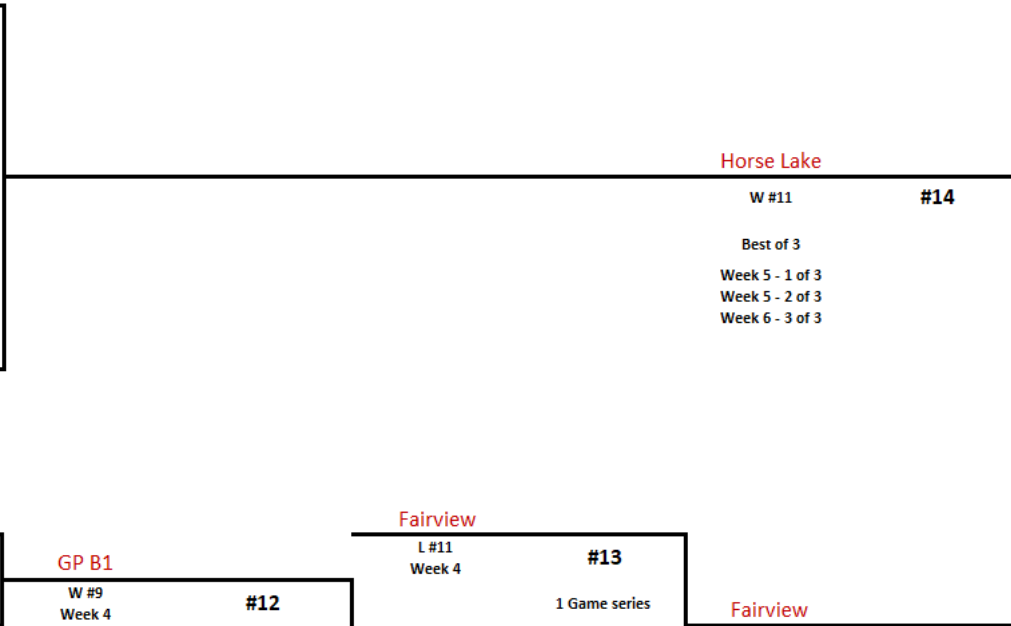 Horse Lake
W #11
#14
Best of 3
Week 5 - 1 of 3
Week 5 - 2 of 3
Week 6 - 3 of 3
Fairview
L #11
Week 4
#13
1 Game series
GP B1
W #9
Week 4
#12
Fairview